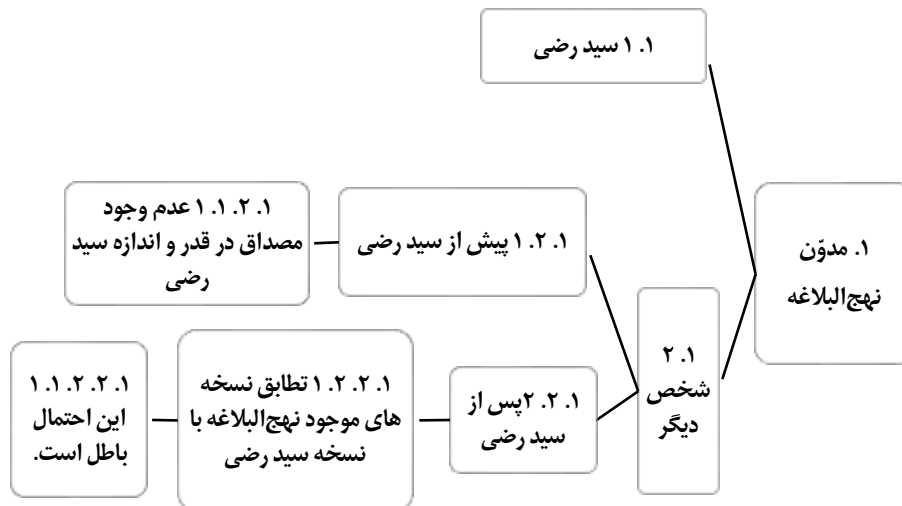 ۱. ۱ سید رضی
۱. مدوّن
نهج‌البلاغه
۱. ۲
شخص
دیگر
۱. ۲. ۱ پیش از سید رضی
۱. ۲. ۱. ۱ عدم وجود
مصداق در قدر و اندازه سید
رضی
۱. ۲. ۲پس از
سید رضی
۱. ۲. ۲. ۱ تطابق نسخه
های موجود نهج‌البلاغه با
نسخه سید رضی
۱. ۲. ۲. ۱. ۱
این احتمال
باطل است.